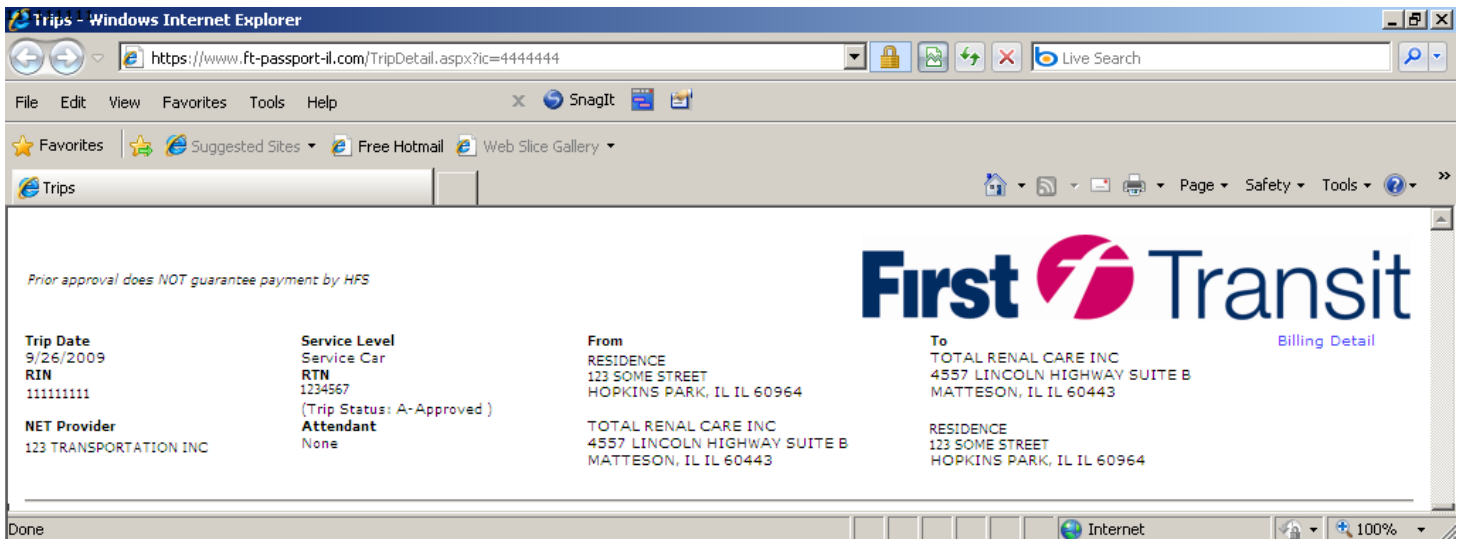 Trips - Windows Internet Explorer
https://www.ft-passport-il.com/TripDetail.aspx?ic=4444444
Live Search
File Edit View Favorites Tools Help x SnagIt
Favorites Suggested Sites Free Hotmail Web Slice Gallery
Trips
Page Safety Tools »
First Transit
Prior approval does NOT guarantee payment by HFS
Trip Date
9/26/2009
RIN
111111111
NET Provider
123 TRANSPORTATION INC
Service Level
Service Car
RTN
1234567
(Trip Status: A-Approved )
Attendant
None
From
RESIDENCE
123 SOME STREET
HOPKINS PARK, IL IL 60964
TOTAL RENAL CARE INC
4557 LINCOLN HIGHWAY SUITE B
MATTESON, IL IL 60443
To
TOTAL RENAL CARE INC
4557 LINCOLN HIGHWAY SUITE B
MATTESON, IL IL 60443
RESIDENCE
123 SOME STREET
HOPKINS PARK, IL IL 60964
Billing Detail
Done
Internet
100%